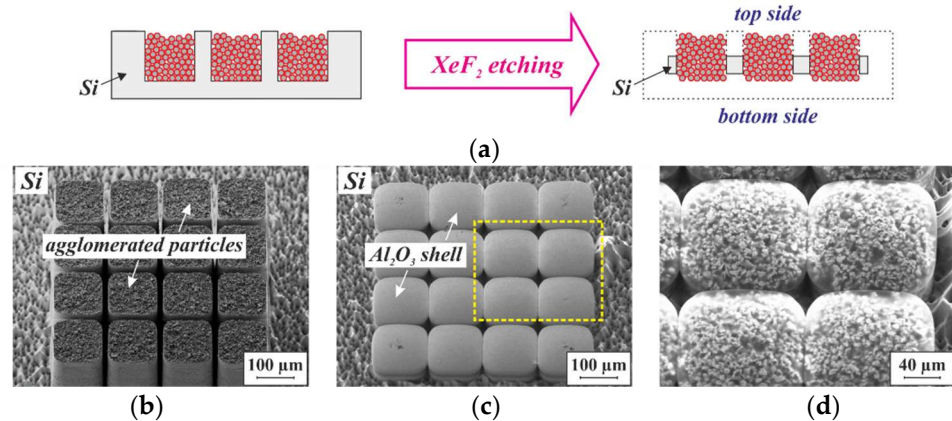 top side
XeF2 etching
Si
Si
bottom side
(a)
Si
agglomerated particles
100 µm
Si
Al2O3 shell
100 µm
40 µm
(b)
(c)
(d)